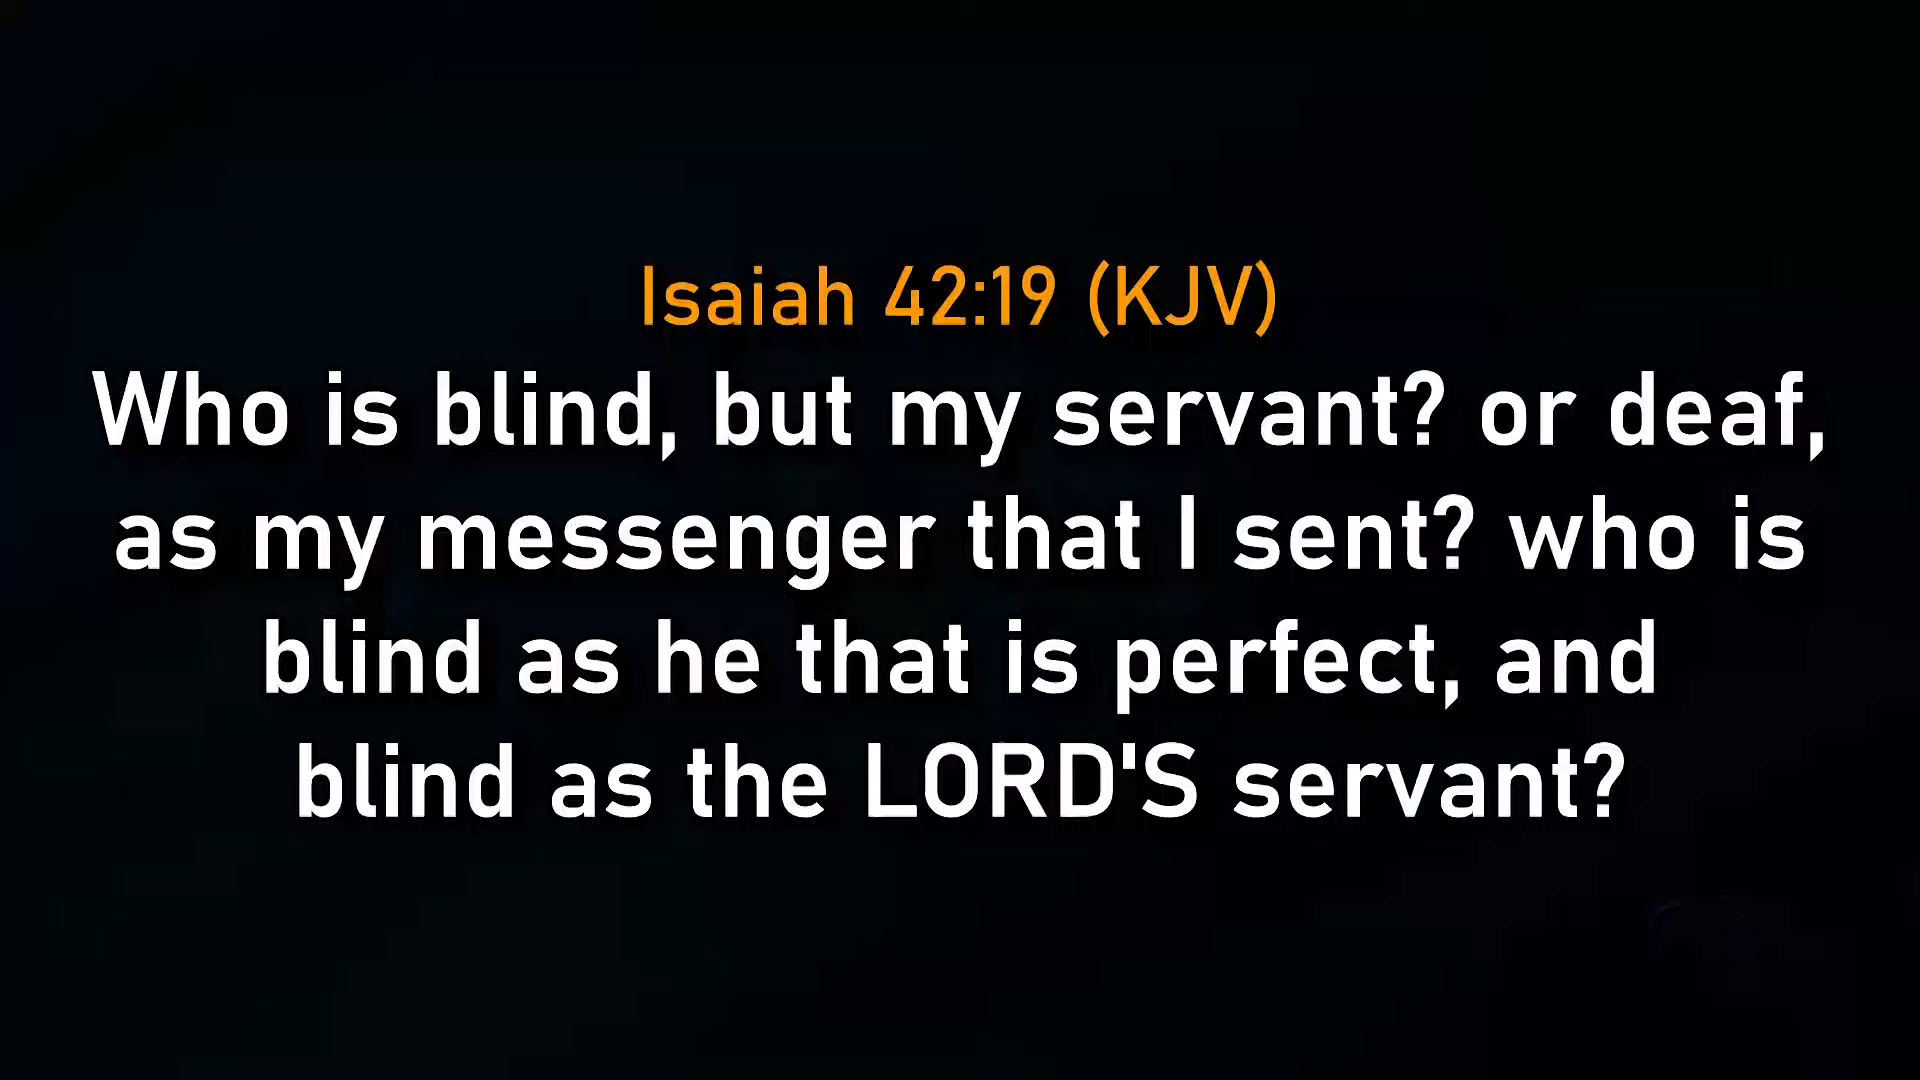 Isaiah 42:19 (KJV)
Who is blind, but my servant? or deaf,
as my messenger that I sent? who is
blind as he that is perfect, and
blind as the LORD'S servant?